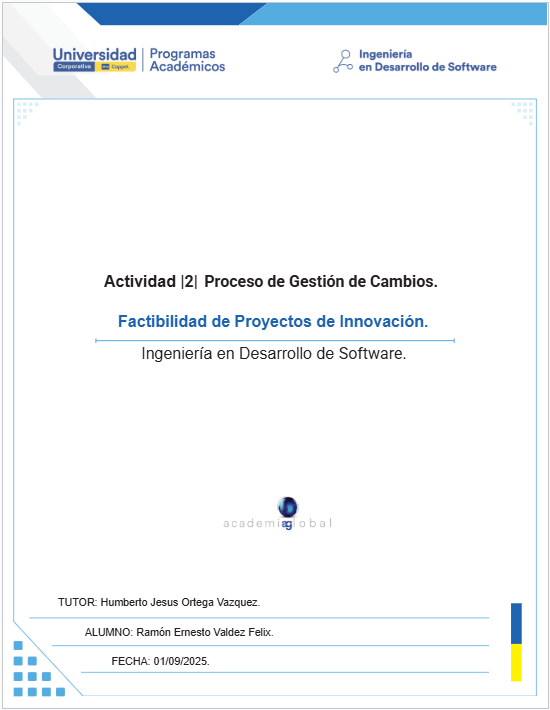 Universidad
Corporativa en Coppel
Programas
Académicos
Ingeniería
en Desarrollo de Software
Actividad |2| Proceso de Gestión de Cambios.
Factibilidad de Proyectos de Innovación.
Ingeniería en Desarrollo de Software.
academiaglobal
TUTOR: Humberto Jesus Ortega Vazquez.
ALUMNO: Ramón Ernesto Valdez Felix.
FECHA: 01/09/2025.